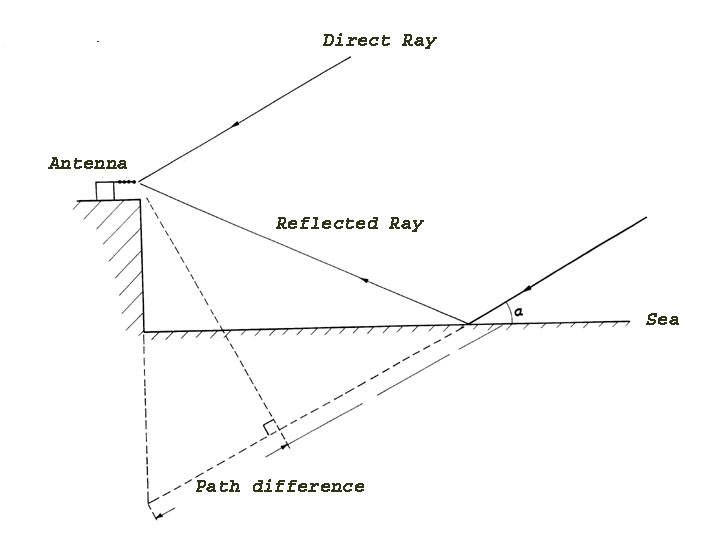 Direct Ray
Antenna
Reflected Ray
a
Sea
Path difference